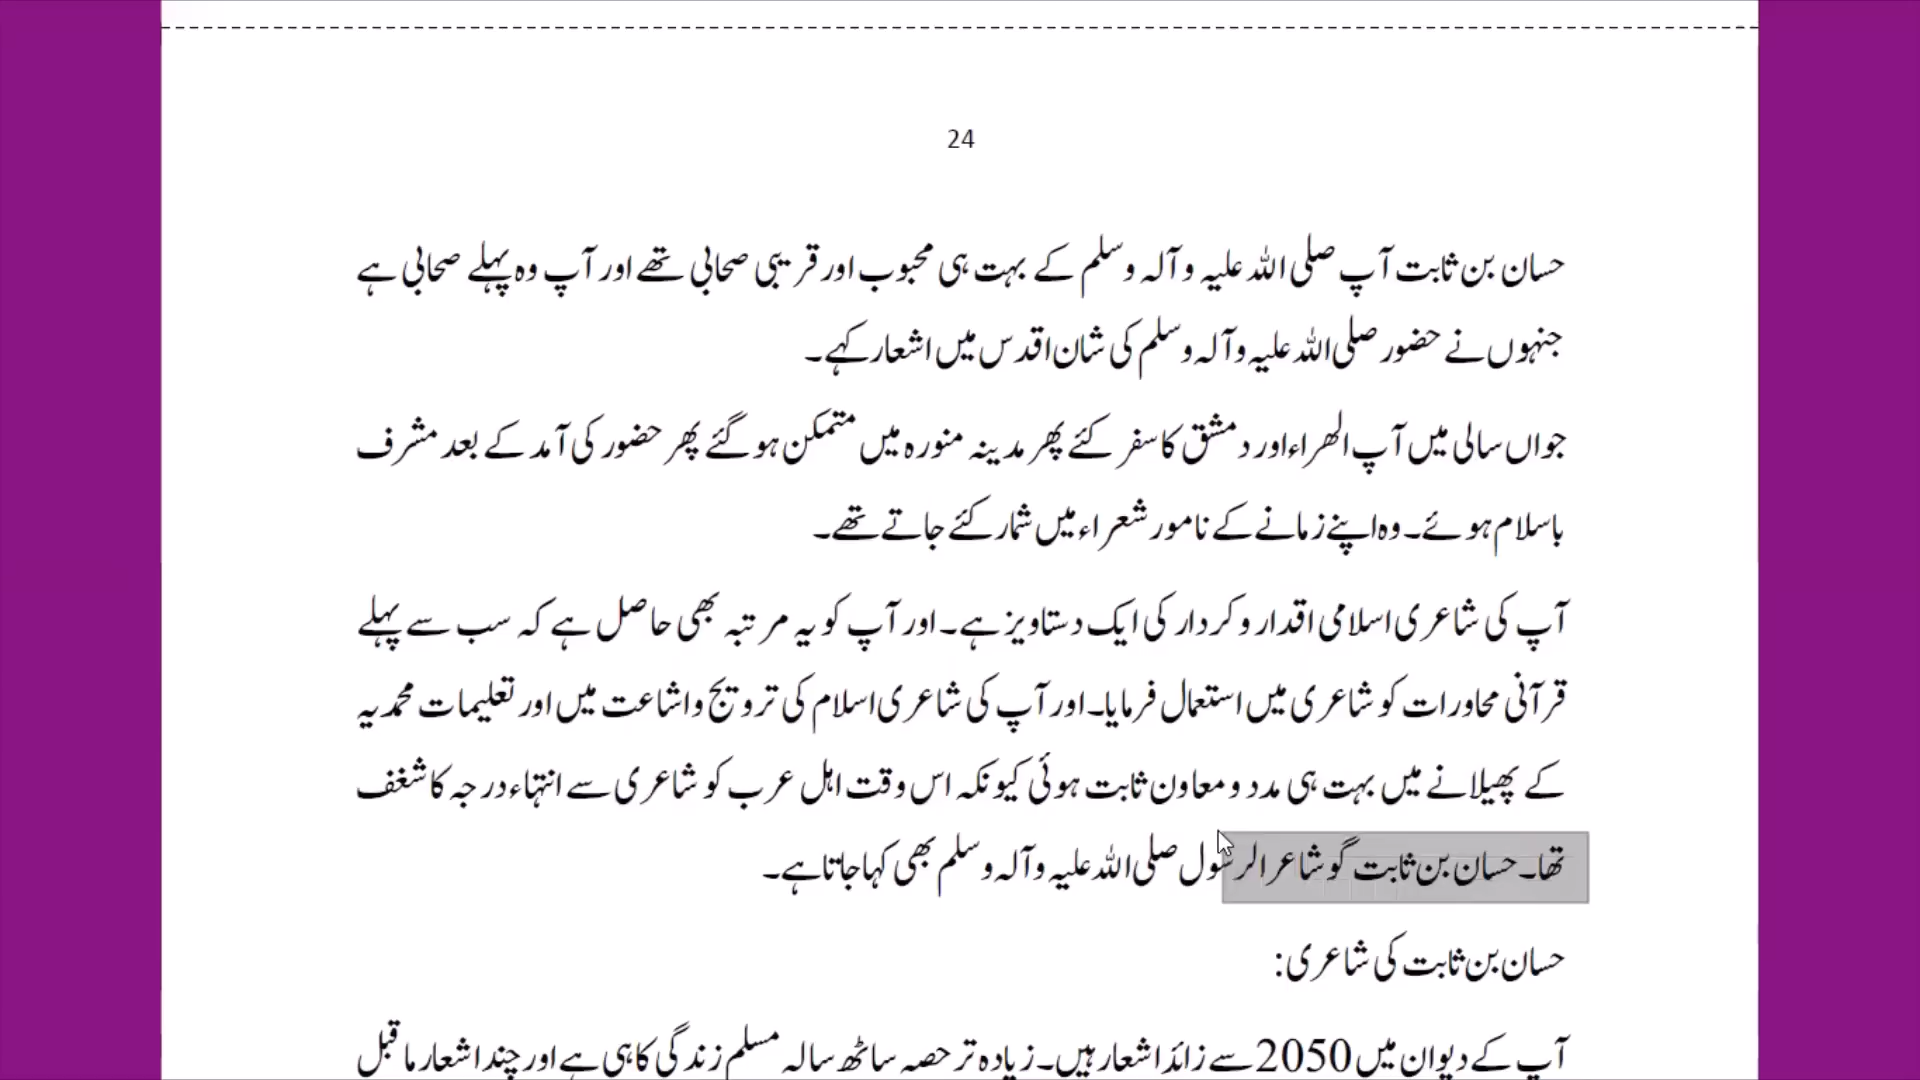 24
حسان بن ثابت آپ صلی اللہ علیہ و آلہ وسلم کے بہت ہی محبوب اور قریبی صحابی تھے اور آپ وہ پہلے صحابی ہے
جنہوں نے حضور صلی اللہ علیہ وآلہ وسلم کی شان اقدس میں اشعار کہے۔
جواں سالی میں آپ الھراء اور دمشق کا سفر کئے پھر مدینہ منورہ میں متمکن ہو گئے پھر حضور کی آمد کے بعد مشرف
باسلام ہوئے۔ وہ اپنے زمانے کے نامور شعراء میں شمار کئے جاتے تھے۔
آپ کی شاعری اسلامی اقدار و کردار کی ایک دستاویز ہے۔ اور آپ کو یہ مرتبہ بھی حاصل ہے کہ سب سے پہلے
قرآنی محاورات کو شاعری میں استعمال فرمایا۔ اور آپ کی شاعری اسلام کی ترویج و اشاعت میں اور تعلیمات محمدیہ
کے پھیلانے میں بہت ہی مدد و معاون ثابت ہوئی کیونکہ اس وقت اہل عرب کو شاعری سے انتہاء درجہ کا شغف
تھا۔ حسان بن ثابت گو شاعر الرسول صلی اللہ علیہ وآلہ وسلم بھی کہا جاتا ہے۔
حسان بن ثابت کی شاعری:
آپ کے دیوان میں 2050 سے زائد اشعار ہیں۔ زیادہ تر حصہ ساٹھ سالہ مسلم زندگی کا ہی ہے اور چند اشعار ما قبل